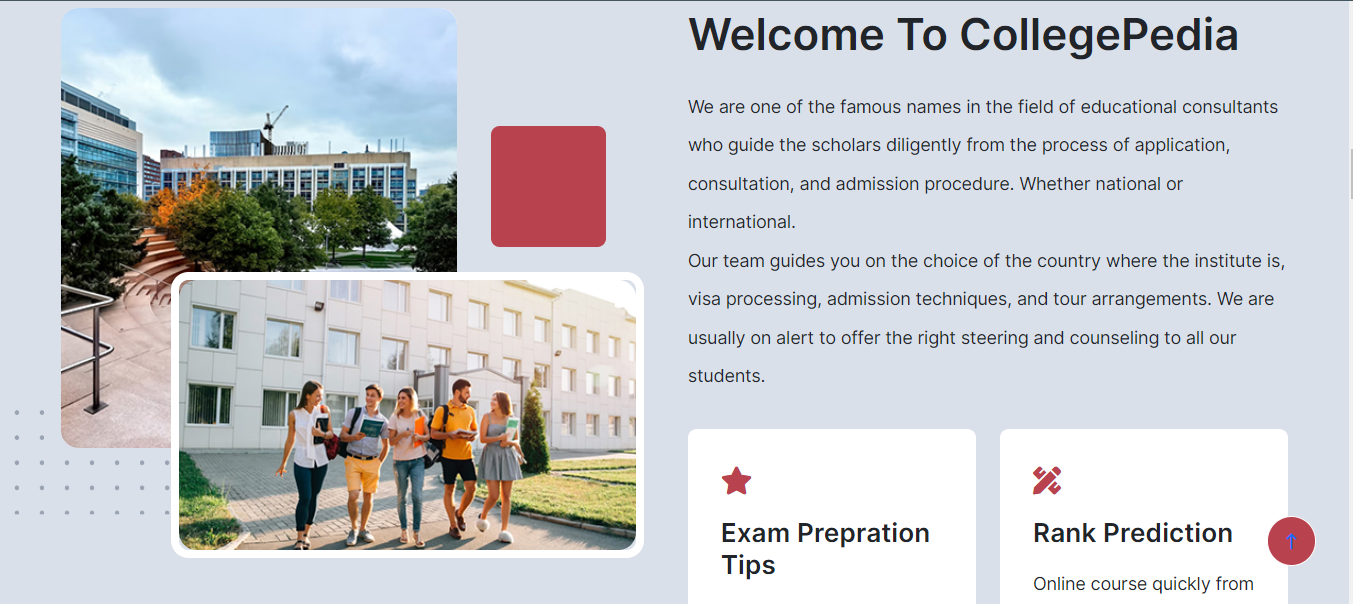 Welcome To CollegePedia
We are one of the famous names in the field of educational consultants
who guide the scholars diligently from the process of application,
consultation, and admission procedure. Whether national or
international.
Our team guides you on the choice of the country where the institute is,
visa processing, admission techniques, and tour arrangements. We are
usually on alert to offer the right steering and counseling to all our
students.
Exam Prepration
Tips
Rank Prediction
Online course quickly from